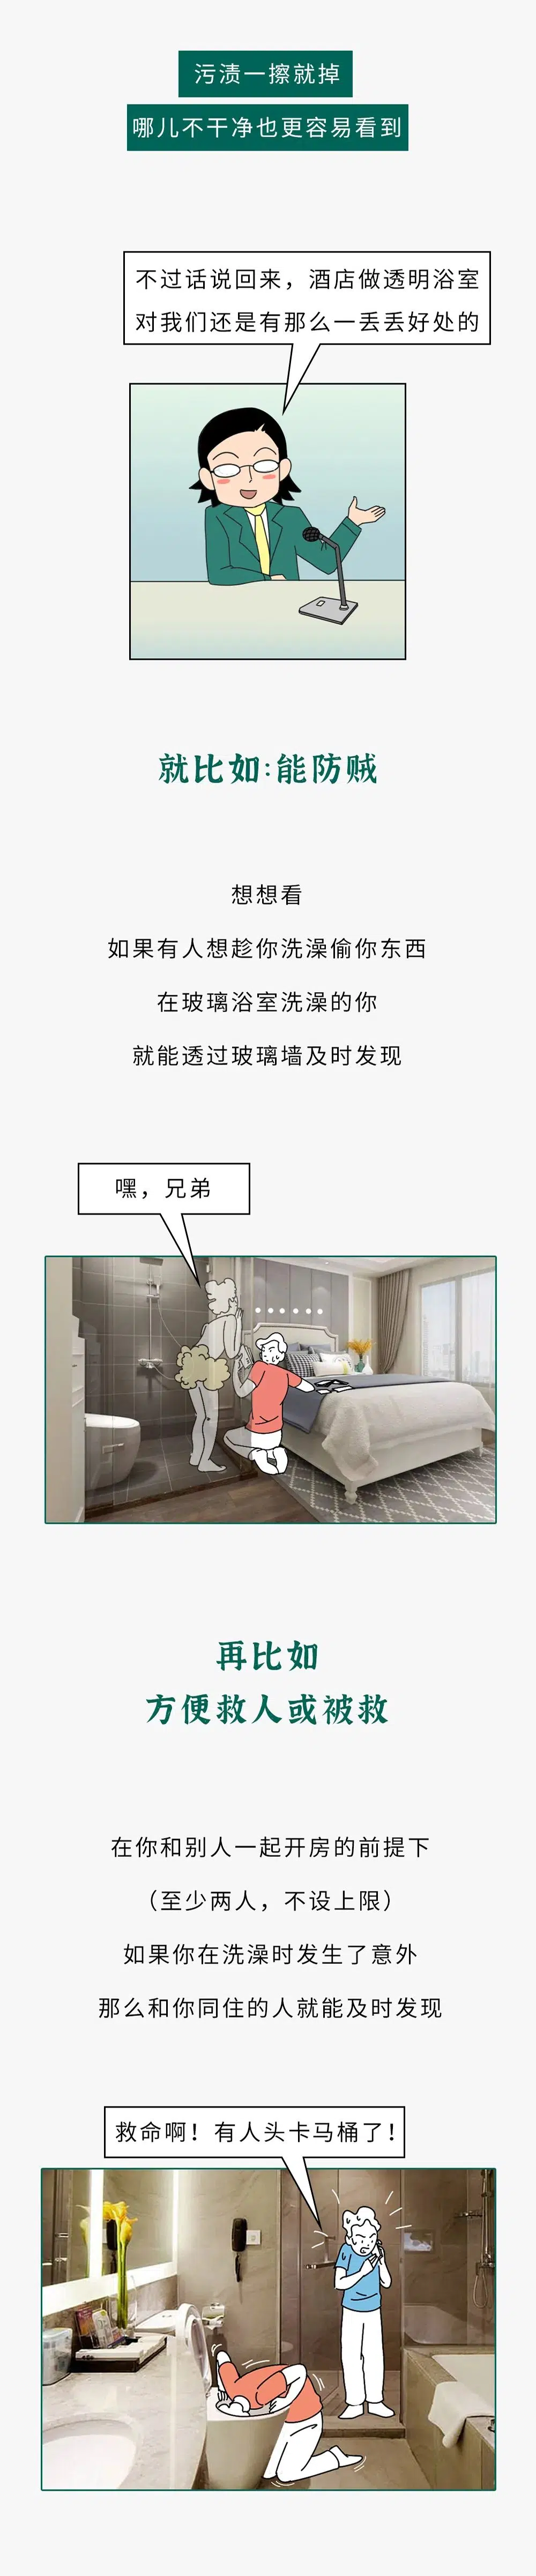 污渍一擦就掉
哪儿不干净也更容易看到
不过话说回来，酒店做透明浴室
对我们还是有那么一丢丢好处的
就比如:能防贼
想想看
如果有人想趁你洗澡偷你东西
在玻璃浴室洗澡的你
就能透过玻璃墙及时发现
嘿，兄弟
······
再比如
方便救人或被救
在你和别人一起开房的前提下
（至少两人，不设上限）
如果你在洗澡时发生了意外
那么和你同住的人就能及时发现
救命啊！有人头卡马桶了！